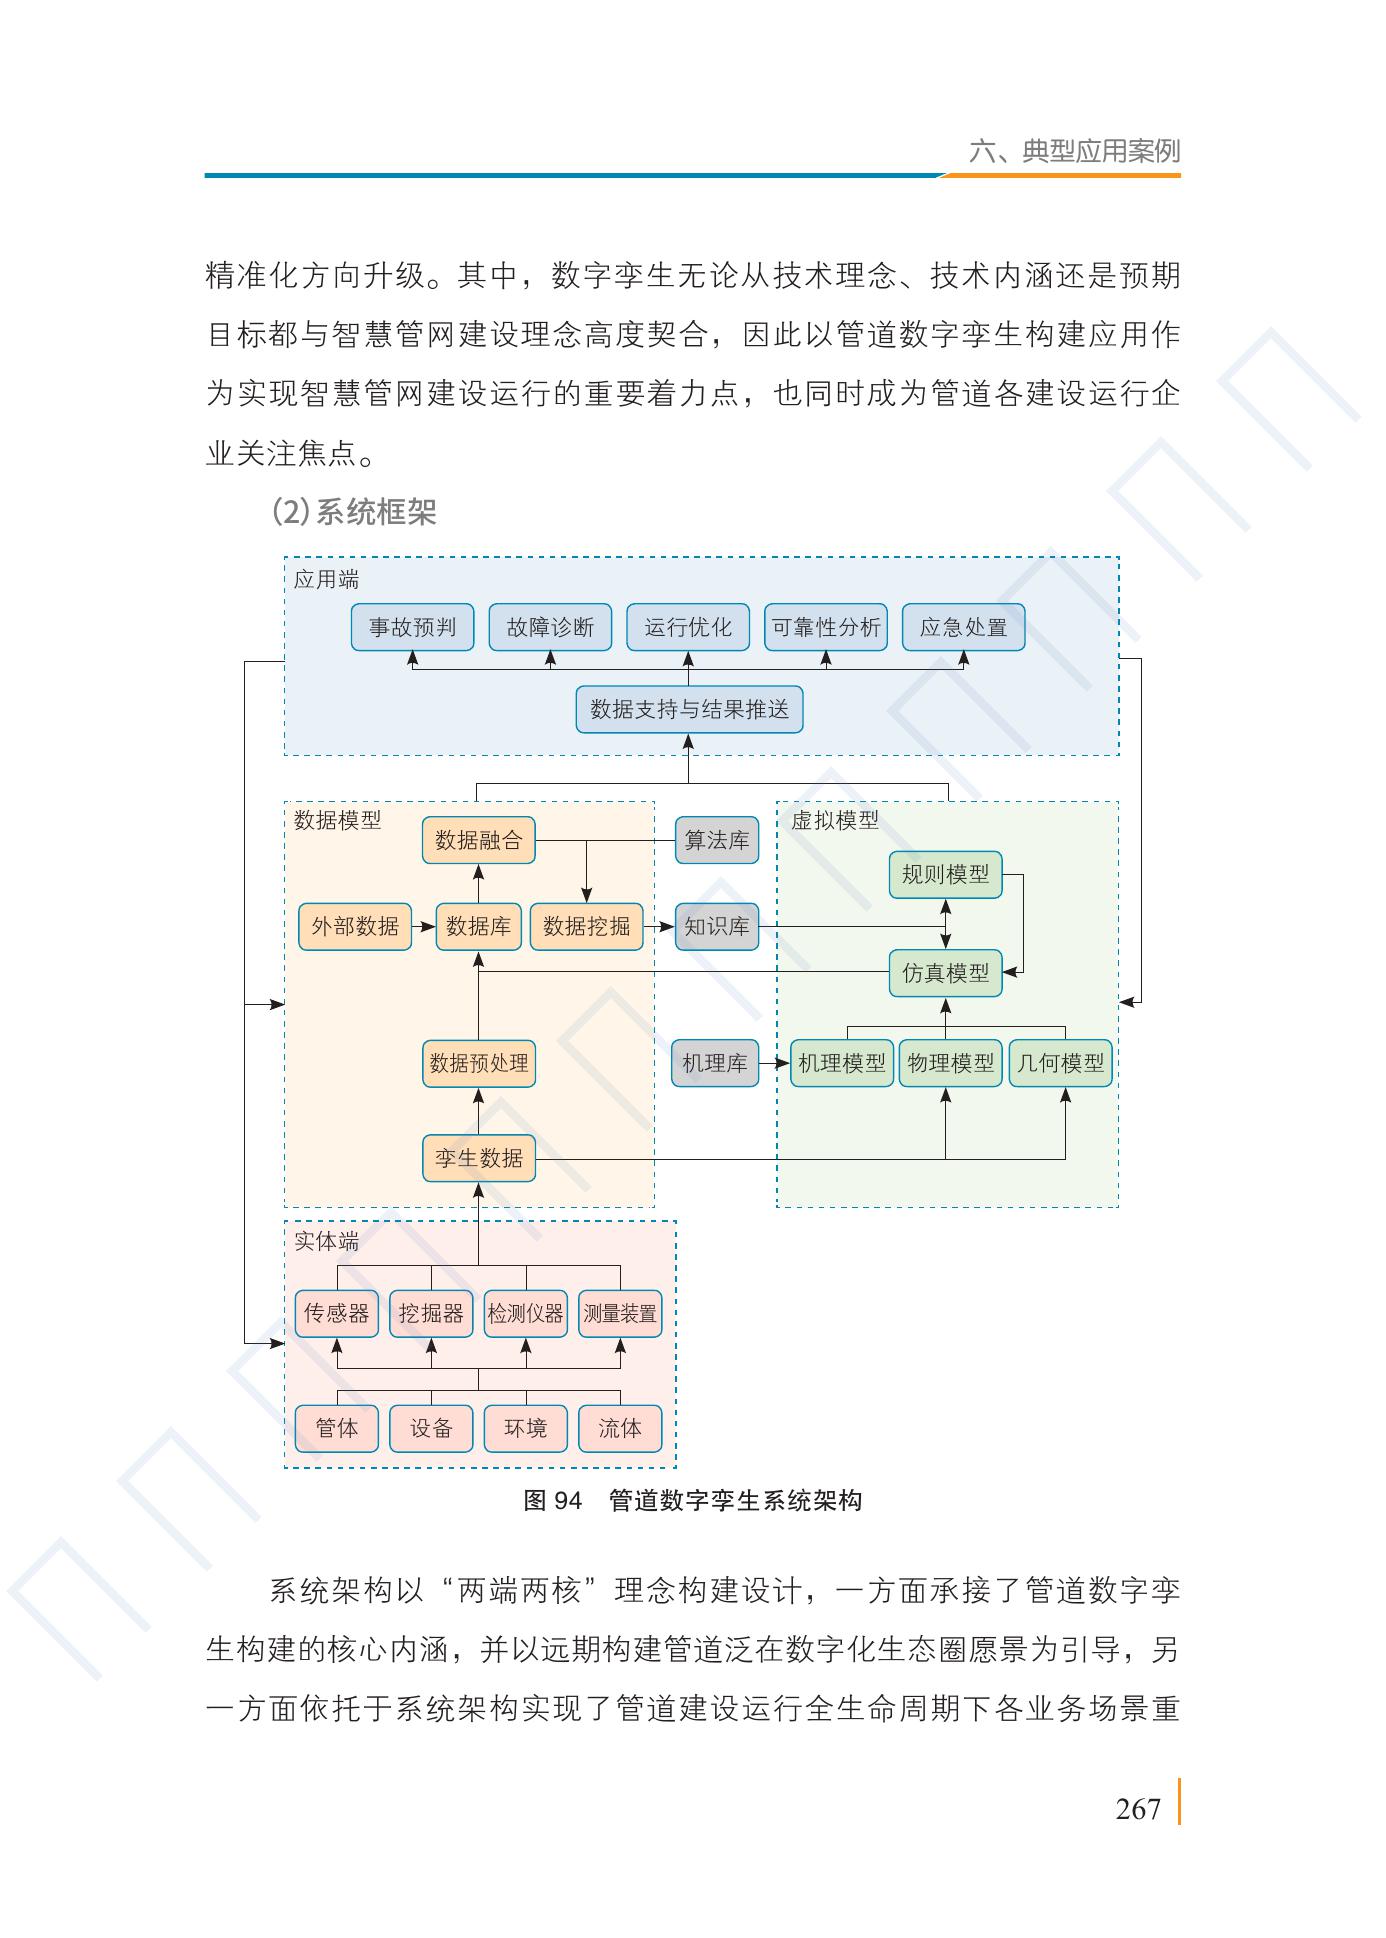 六、典型应用案例
精准化方向升级。其中，数字孪生无论从技术理念、技术内涵还是预期
目标都与智慧管网建设理念高度契合，因此以管道数字孪生构建应用作
为实现智慧管网建设运行的重要着力点，也同时成为管道各建设运行企
业关注焦点。
（2）系统框架
应用端
事故预判 故障诊断 运行优化 可靠性分析 应急处置
数据支持与结果推送
数据模型 虚拟模型
数据融合 算法库
规则模型
外部数据 数据库 数据挖掘 知识库
仿真模型
数据预处理 机理库 机理模型 物理模型 几何模型
孪生数据
实体端
传感器 挖掘器 检测仪器 测量装置
管体 设备 环境 流体
图 94　管道数字孪生系统架构
系统架构以“两端两核”理念构建设计，一方面承接了管道数字孪
生构建的核心内涵，并以远期构建管道泛在数字化生态圈愿景为引导，另
一方面依托于系统架构实现了管道建设运行全生命周期下各业务场景重
267